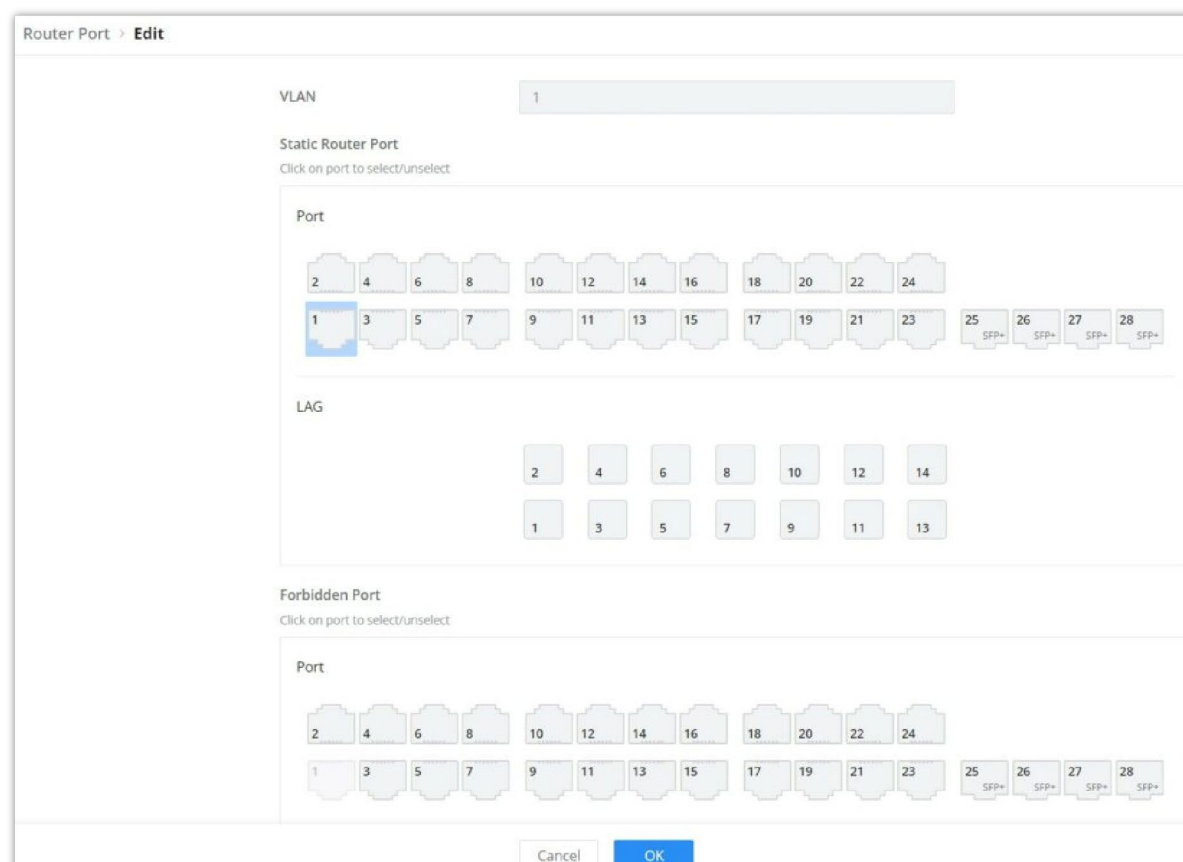 Router Port > Edit
VLAN 1
Static Router Port
Click on port to select/unselect
Port
2 4 6 8 10 12 14 16 18 20 22 24
1 3 5 7 9 11 13 15 17 19 21 23 25 26 27 28
SFP+ SFP+ SFP+ SFP+
LAG
2 4 6 8 10 12 14
1 3 5 7 9 11 13
Forbidden Port
Click on port to select/unselect
Port
2 4 6 8 10 12 14 16 18 20 22 24
1 3 5 7 9 11 13 15 17 19 21 23 25 26 27 28
SFP+ SFP+ SFP+ SFP+
Cancel OK